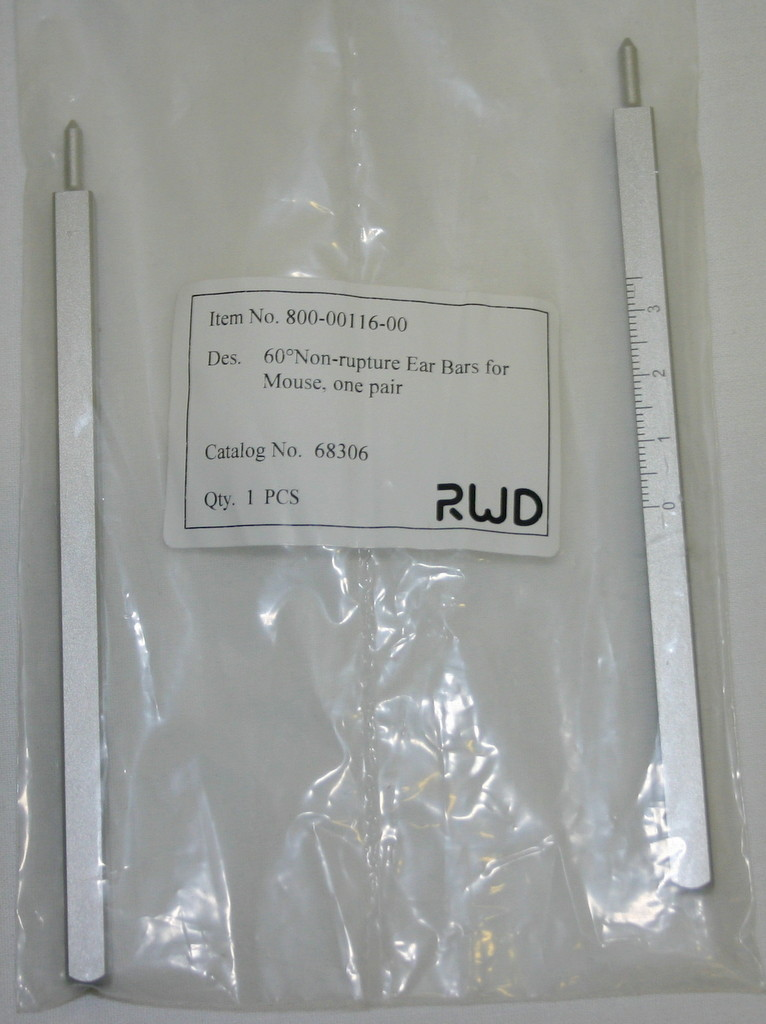 Item No. 800-00116-00
Des. 60°Non-rupture Ear Bars for
Mouse, one pair
Catalog No. 68306
Qty. 1 PCS
RWD
3
2
1
0